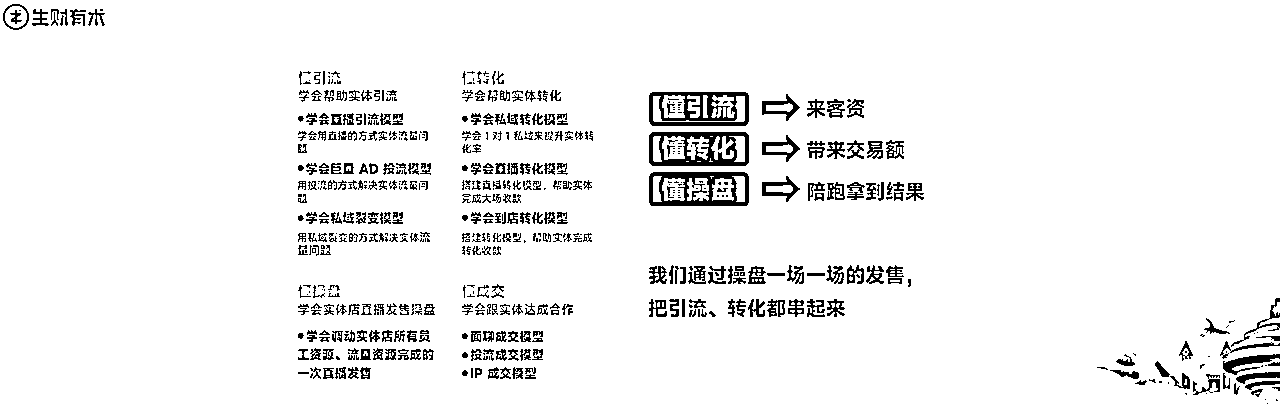 生财有术
懂引流
学会帮助实体引流
●学会直播引流模型
学会用直播的方式实体流量问
题
●学会巨量 AD 投流模型
用投流的方式解决实体流量问
题
●学会私域裂变模型
用私域裂变的方式解决实体流
量问题
懂转化
学会帮助实体转化
●学会私域转化模型
学会 1 对 1 私域来提升实体转
化率
●学会直播转化模型
搭建直播转化模型，帮助实体
完成大场收款
●学会到店转化模型
搭建转化模型，帮助实体完成
转化收款
懂操盘
学会实体店直播发售操盘
●学会调动实体店所有员
工资源、流量资源完成的
一次直播发售
懂成交
学会跟实体达成合作
●面聊成交模型
●投流成交模型
●IP 成交模型
懂引流 来客资
懂转化 带来交易额
懂操盘 陪跑拿到结果
我们通过操盘一场一场的发售，
把引流、转化都串起来